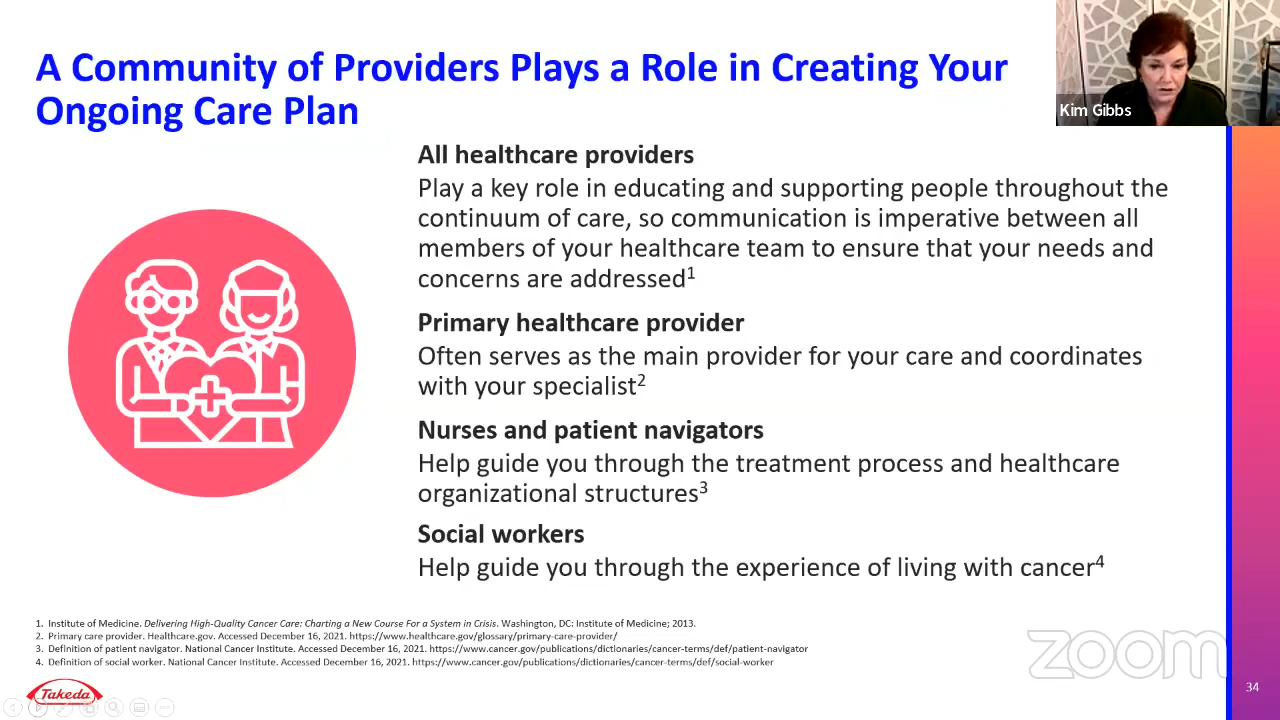 A Community of Providers Plays a Role in Creating Your
Ongoing Care Plan
Kim Gibbs
All healthcare providers
Play a key role in educating and supporting people throughout the
continuum of care, so communication is imperative between all
members of your healthcare team to ensure that your needs and
concerns are addressed1
Primary healthcare provider
Often serves as the main provider for your care and coordinates
with your specialist2
Nurses and patient navigators
Help guide you through the treatment process and healthcare
organizational structures3
Social workers
Help guide you through the experience of living with cancer4
1. Institute of Medicine. Delivering High-Quality Cancer Care: Charting a New Course For a System in Crisis. Washington, DC: Institute of Medicine; 2013.
2. Primary care provider. Healthcare.gov. Accessed December 16, 2021. https://www.healthcare.gov/glossary/primary-care-provider/
3. Definition of patient navigator. National Cancer Institute. Accessed December 16, 2021. https://www.cancer.gov/publications/dictionaries/cancer-terms/def/patient-navigator
4. Definition of social worker. National Cancer Institute. Accessed December 16, 2021. https://www.cancer.gov/publications/dictionaries/cancer-terms/def/social-worker
zoom
34
Takeda